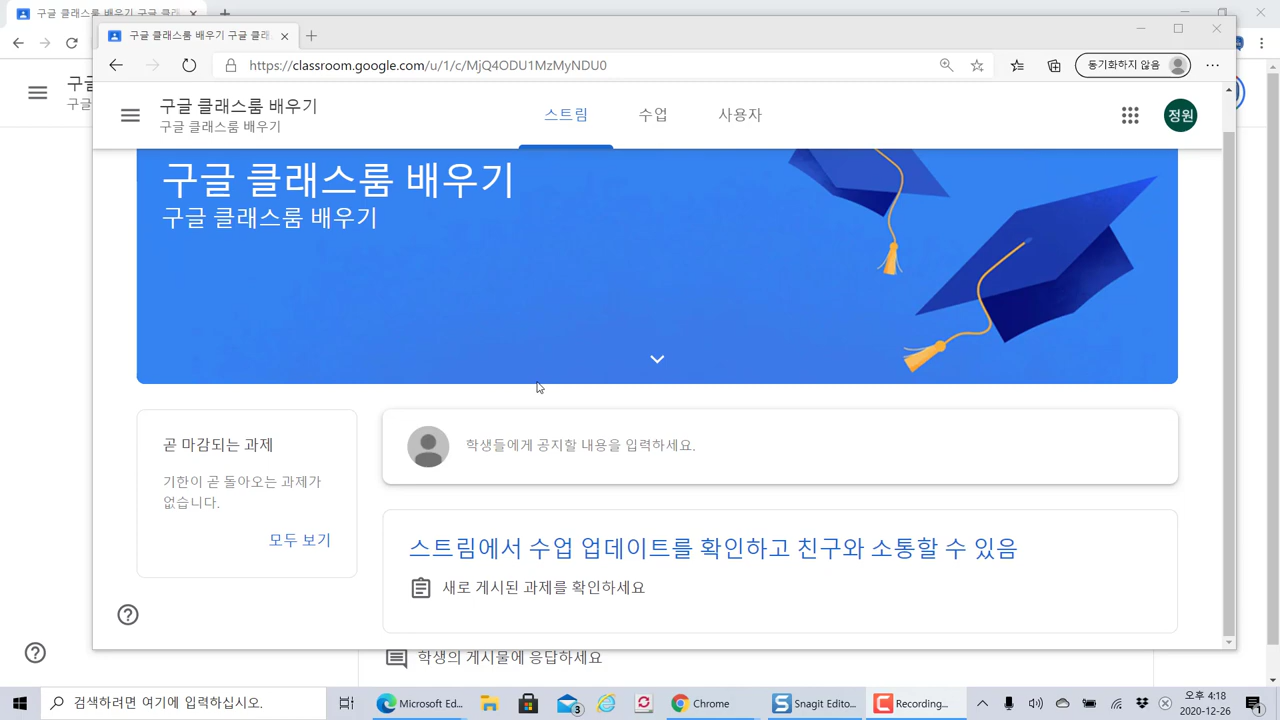 구글 클래스룸 배우기 구글 클
구글 클래스룸 배우기 구글 클래
https://classroom.google.com/u/1/c/MjQ4ODU1MzMyNDU0
동기화하지 않음
구글 클래스룸 배우기
구글 클래스룸 배우기
스트림
수업
사용자
정원
구글 클래스룸 배우기
구글 클래스룸 배우기
곧 마감되는 과제
기한이 곧 돌아오는 과제가
없습니다.
모두 보기
학생들에게 공지할 내용을 입력하세요.
스트림에서 수업 업데이트를 확인하고 친구와 소통할 수 있음
새로 게시된 과제를 확인하세요
학생의 게시물에 응답하세요
검색하려면 여기에 입력하십시오.
Microsoft Ed...
3
Chrome
Snagit Edito...
Recording...
오후 4:18
2020-12-26
1